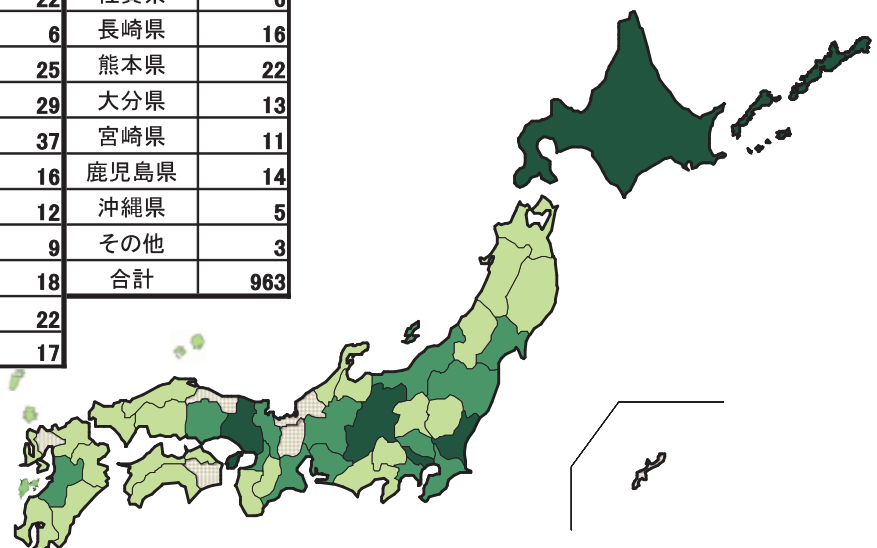 6 長崎県 16
25 熊本県 22
29 大分県 13
37 宮崎県 11
16 鹿児島県 14
12 沖縄県 5
9 その他 3
18 合計 963
22
17